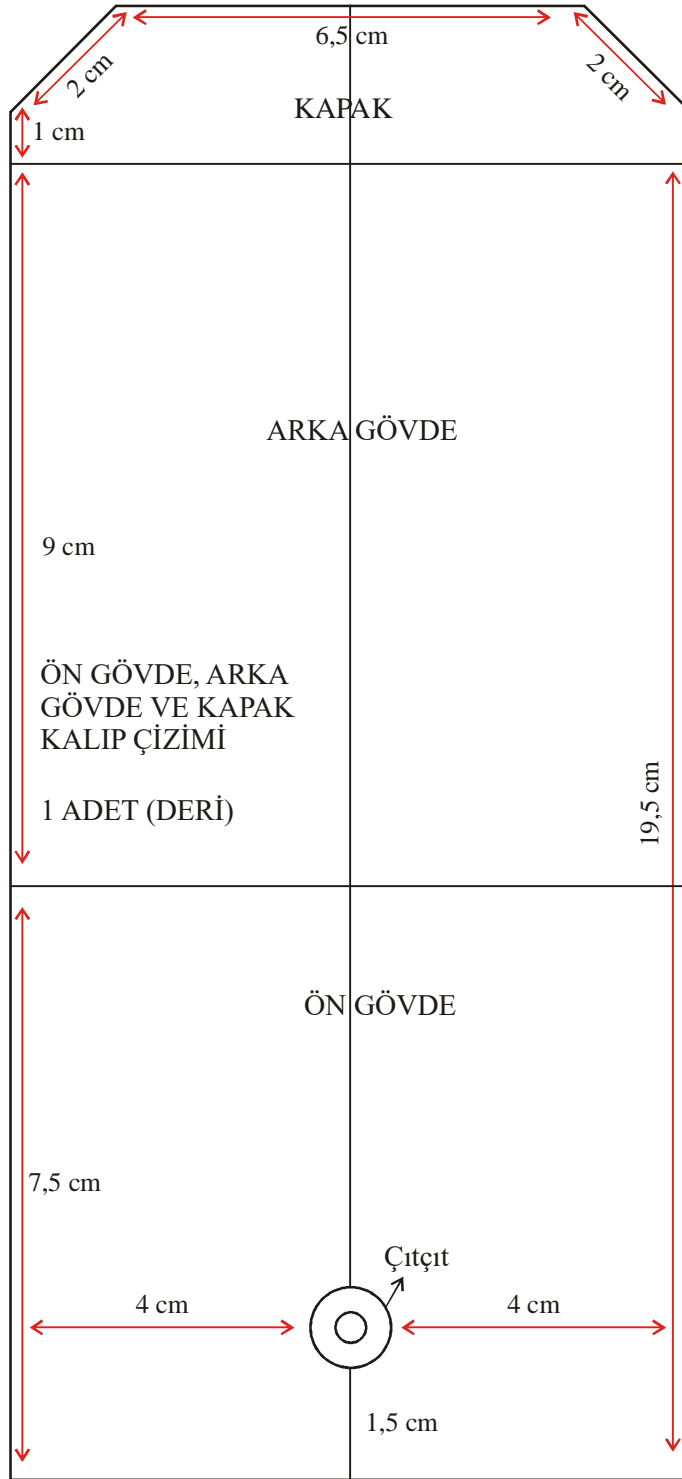 6,5 cm
2 cm
2 cm
KAPAK
1 cm
ARKA GÖVDE
9 cm
ÖN GÖVDE, ARKA
GÖVDE VE KAPAK
KALIP ÇİZİMİ
1 ADET (DERİ)
19,5 cm
ÖN GÖVDE
7,5 cm
Çıtçıt
4 cm
4 cm
1,5 cm